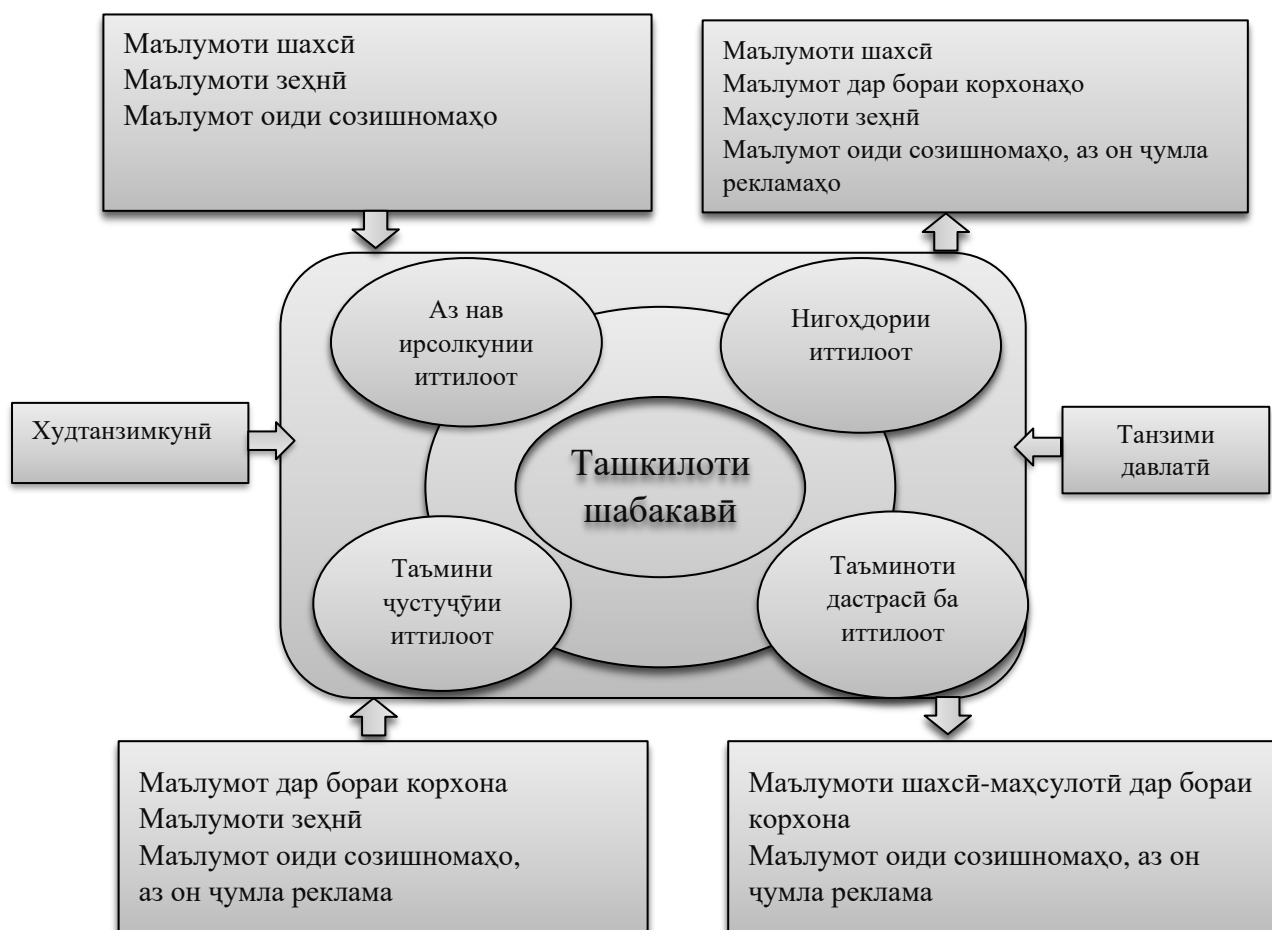 Маълумоти шахсӣ
Маълумоти зеҳнӣ
Маълумот оиди созишномаҳо
Маълумоти шахсӣ
Маълумот дар бораи корхонаҳо
Маҳсулоти зеҳнӣ
Маълумот оиди созишномаҳо, аз он ҷумла
рекламаҳо
Аз нав
ирсолкунии
иттилоот
Нигоҳдории
иттилоот
Худтанзимкунӣ
Ташкилоти
шабакавӣ
Танзими
давлатӣ
Таъмини
ҷустуҷӯии
иттилоот
Таъминоти
дастрасӣ ба
иттилоот
Маълумот дар бораи корхона
Маълумоти зеҳнӣ
Маълумот оиди созишномаҳо,
аз он ҷумла реклама
Маълумоти шахсӣ-маҳсулотӣ дар бораи
корхона
Маълумот оиди созишномаҳо, аз он
ҷумла реклама